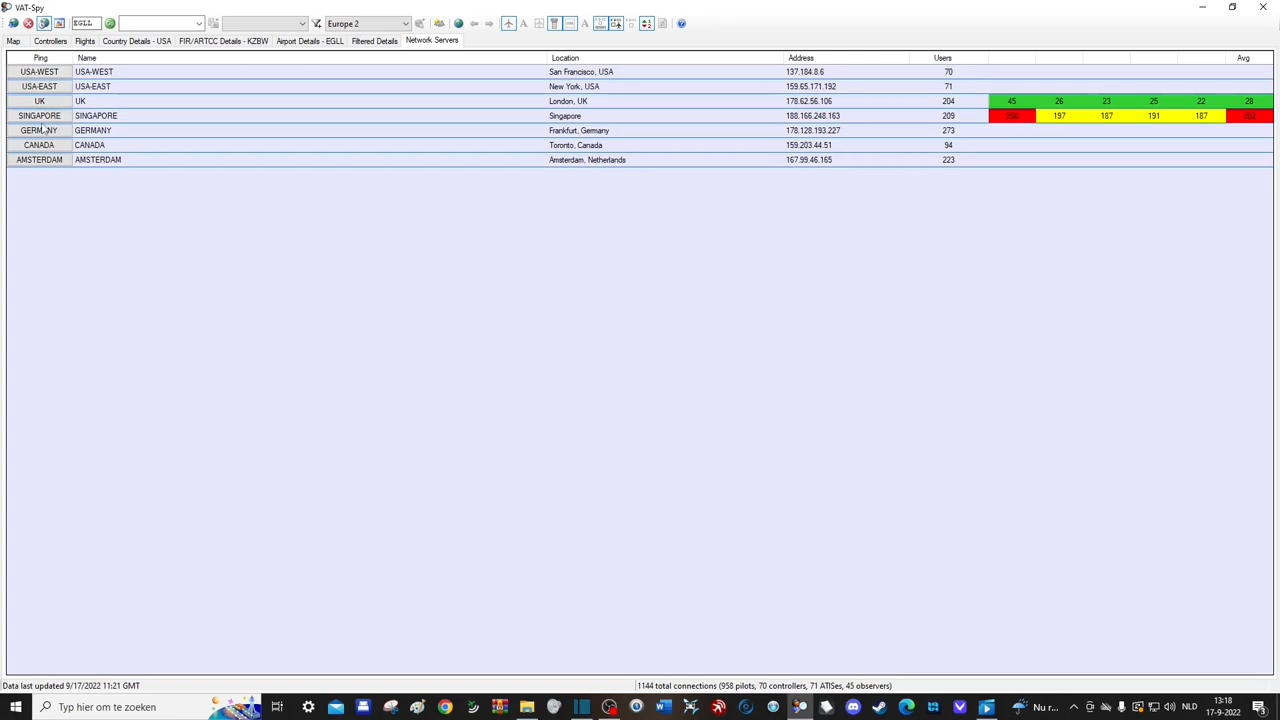 VAT-Spy
EGLL Europe 2
Map Controllers Flights Country Details - USA FIR/ARTCC Details - KZBW Airport Details - EGLL Filtered Details Network Servers
Ping Name Location Address Users Avg
USA-WEST USA-WEST San Francisco, USA 137.184.8.6 70
USA-EAST USA-EAST New York, USA 159.65.171.192 71
UK UK London, UK 178.62.56.106 204 45 26 23 25 22 28
SINGAPORE SINGAPORE Singapore 188.166.248.163 209 197 187 191 187 202
GERMANY GERMANY Frankfurt, Germany 178.128.193.227 273
CANADA CANADA Toronto, Canada 159.203.44.51 94
AMSTERDAM AMSTERDAM Amsterdam, Netherlands 167.99.46.165 223
Data last updated 9/17/2022 11:21 GMT 1144 total connections (958 pilots, 70 controllers, 71 ATISes, 45 observers)
Typ hier om te zoeken Nu r... NLD 13:18
17-9-2022